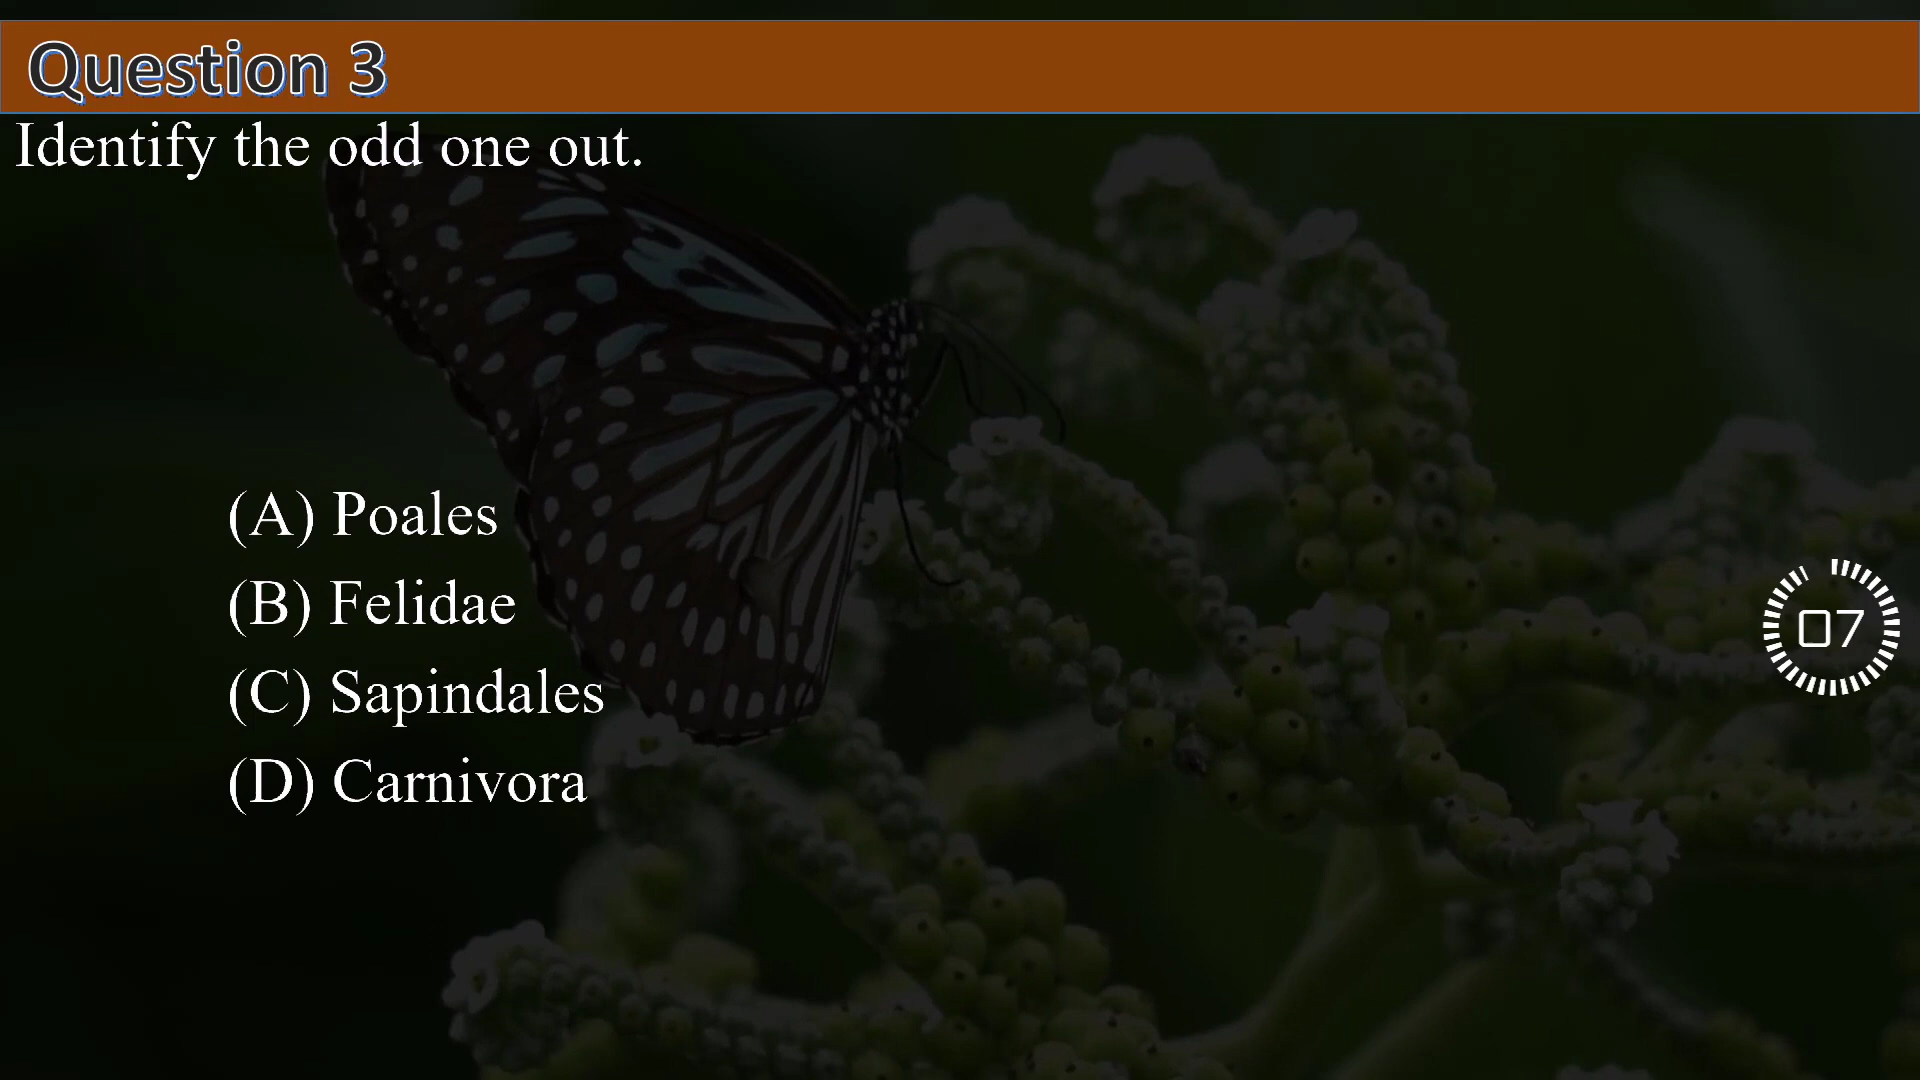 Question 3
Identify the odd one out.
(A) Poales
(B) Felidae
(C) Sapindales
(D) Carnivora
07